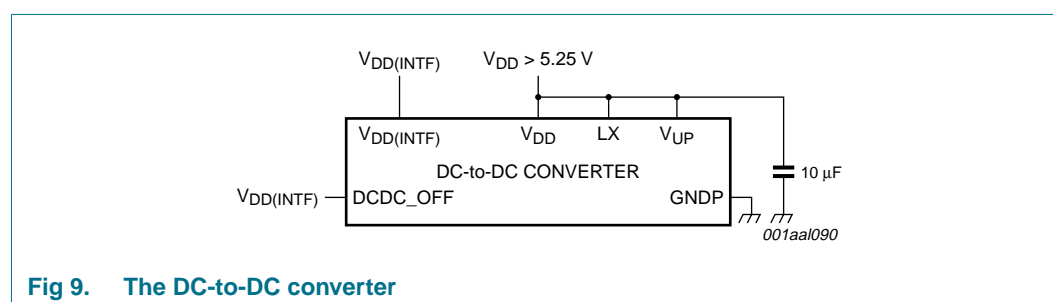 VDD(INTF) VDD > 5.25 V
VDD(INTF) VDD LX VUP
DC-to-DC CONVERTER
10 μF
VDD(INTF) DCDC_OFF GNDP
001aal090
Fig 9. The DC-to-DC converter